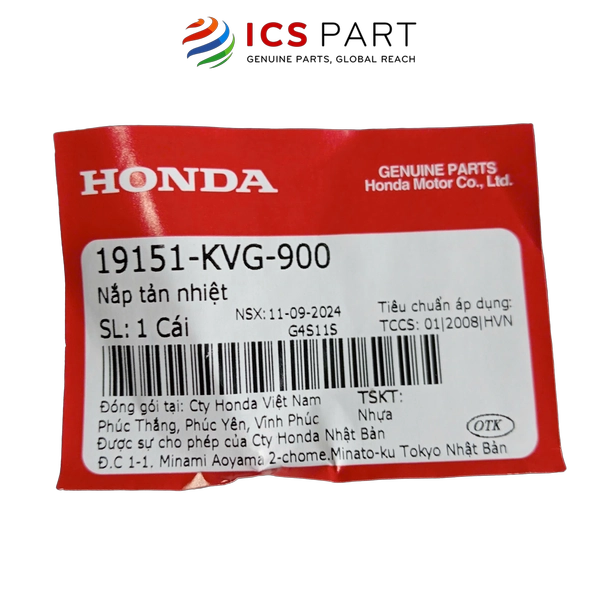 ICS PART
GENUINE PARTS, GLOBAL REACH
HONDA
GENUINE PARTS
Honda Motor Co., Ltd.
19151-KVG-900
Nắp tản nhiệt
SL: 1 Cái
NSX: 11-09-2024
G4S11S
Tiêu chuẩn áp dụng:
TCCS: 01|2008|HVN
Đóng gói tại: Cty Honda Việt Nam
Phúc Thắng, Phúc Yên, Vĩnh Phúc
TSKT:
Nhựa
Được sự cho phép của Cty Honda Nhật Bản
Đ.C 1-1, Minami Aoyama 2-chome.Minato-ku Tokyo Nhật Bản
OTK